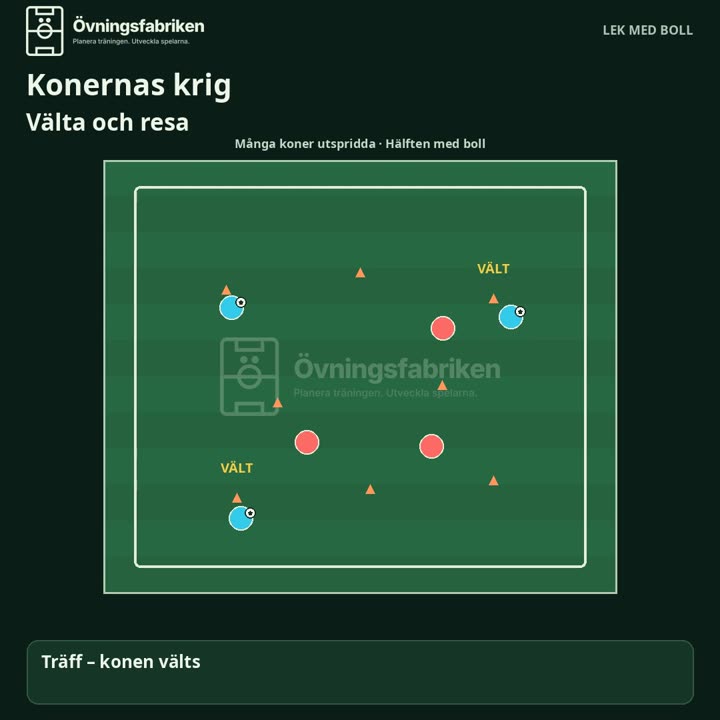 Övningsfabriken
Planera träningen. Utveckla spelarna.
LEK MED BOLL
Konernas krig
Välta och resa
Många koner utspridda · Hälften med boll
VÄLT
Övningsfabriken
Planera träningen. Utveckla spelarna.
VÄLT
Träff – konen välts